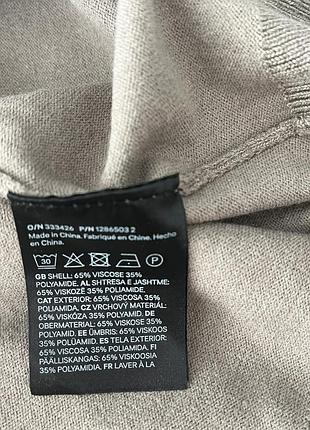 O/N 333426 P/N 1286503 2
Made in China. Fabriqué en Chine. Hecho
en China.
30 P
GB SHELL: 65% VISCOSE 35%
POLYAMIDE. AL SHTRESA E JASHTME:
65% VISKOZË 35% POLIAMID.
CAT EXTERIOR: 65% VISCOSA 35%
POLIAMIDA. CZ VRCHOVÝ MATERIÁL:
65% VISKÓZA 35% POLYAMID. DE
OBERMATERIAL: 65% VISKOSE 35%
POLYAMID. EE ÜMBRIS: 65% VISKOOS
35% POLÜAMIID. ES TELA EXTERIOR:
65% VISCOSA 35% POLIAMIDA. FI
PÄÄLLISKANGAS: 65% VISKOOSIA
35% POLYAMIDIA. FR LAVER À LA